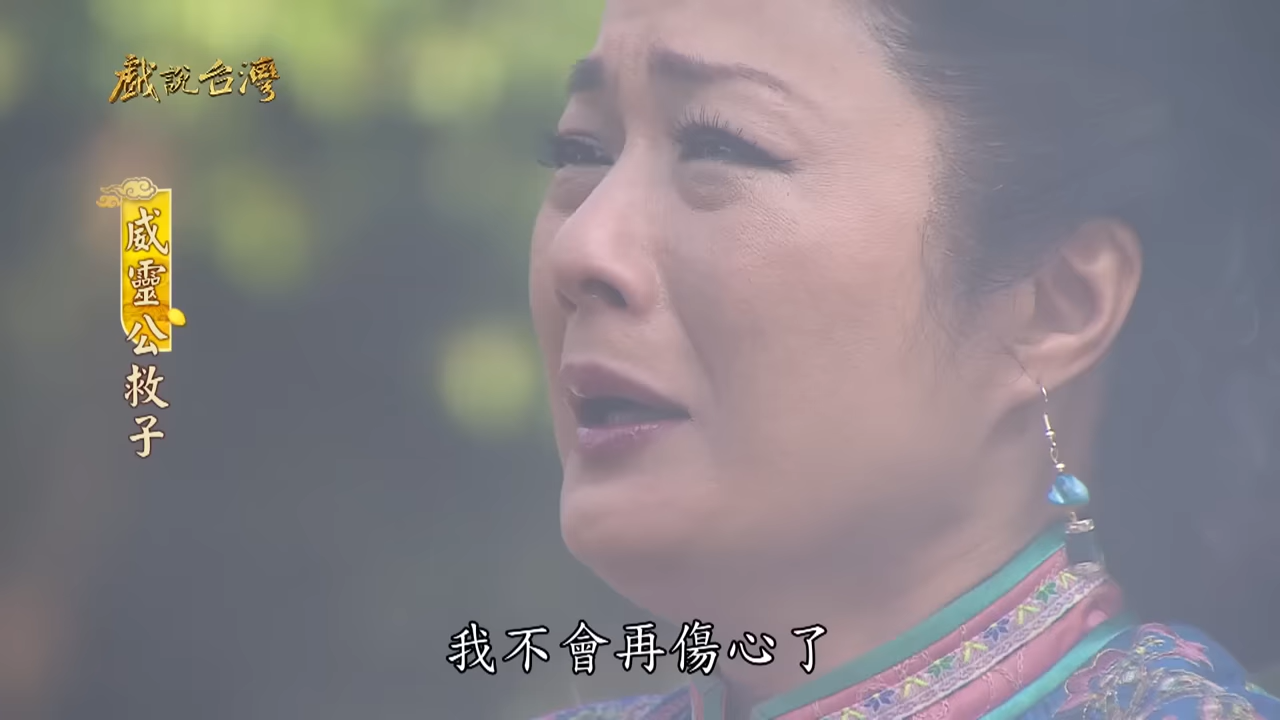 戲說台灣
威靈公救子
我不會再傷心了